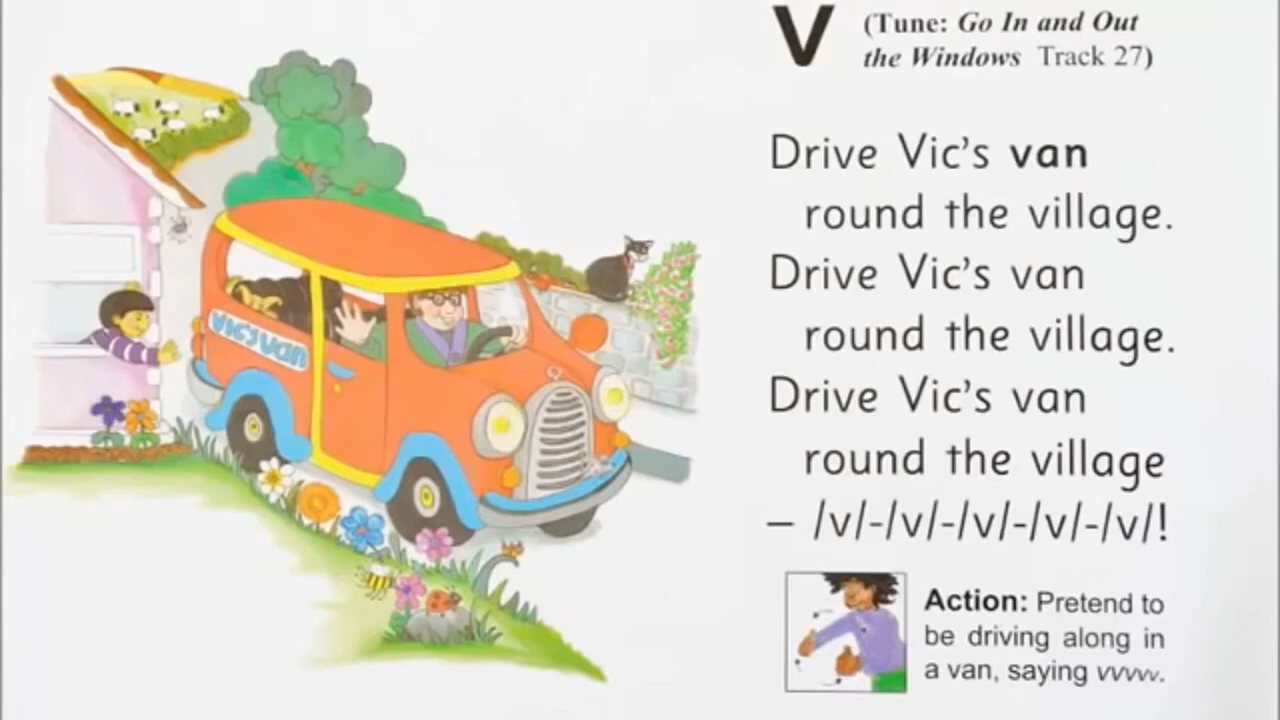 Vic's van
v
(Tune: Go In and Out
the Windows Track 27)
Drive Vic's van
round the village.
Drive Vic's van
round the village.
Drive Vic's van
round the village
– /v/-/v/-/v/-/v/-/v/!
Action: Pretend to
be driving along in
a van, saying vvvvv.